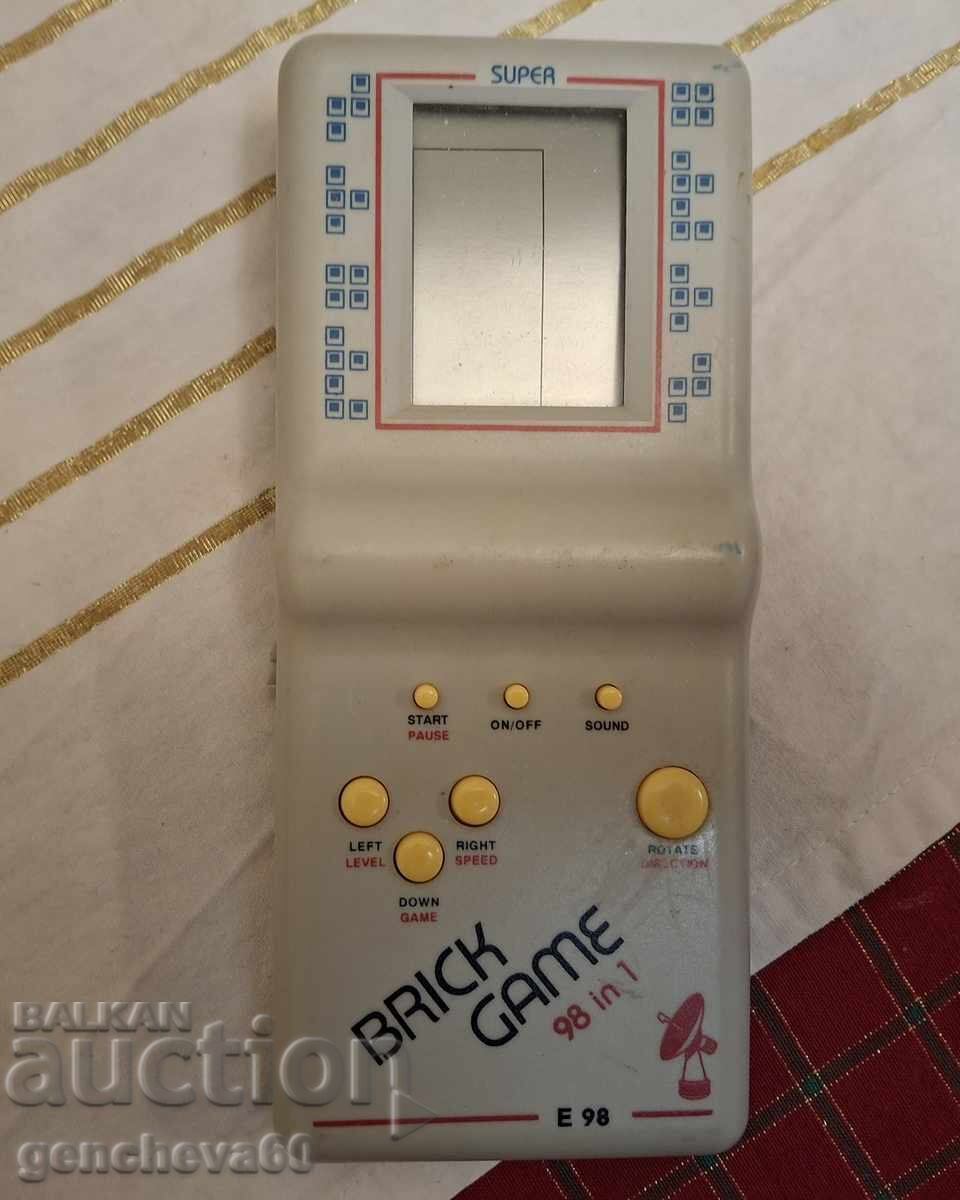 SUPER
START
PAUSE
ON/OFF
SOUND
LEFT
LEVEL
RIGHT
SPEED
ROTATE
DIRECTION
DOWN
GAME
BRICK
GAME
98 in 1
E 98
BALKAN
auction
gencheva60